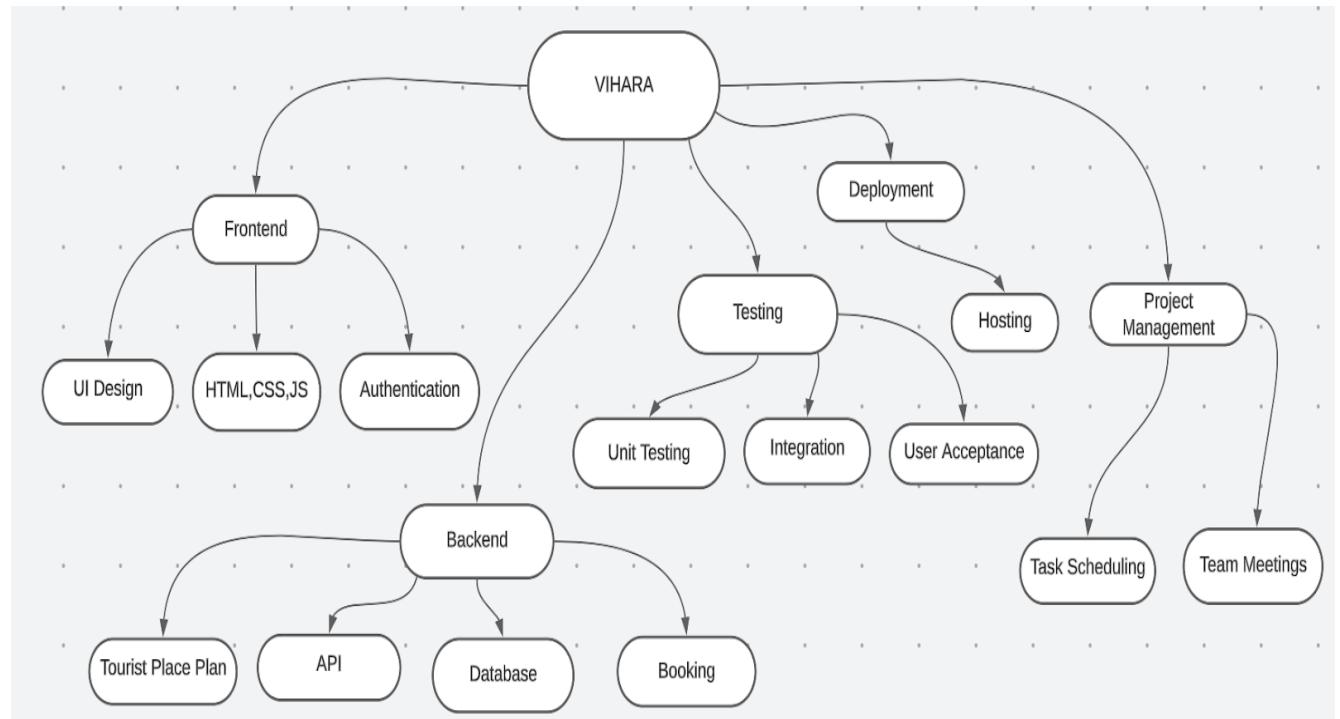 VIHARA
Deployment
Frontend
Project
Management
Testing
Hosting
UI Design
HTML,CSS,JS
Authentication
Unit Testing
Integration
User Acceptance
Backend
Task Scheduling
Team Meetings
Tourist Place Plan
API
Database
Booking